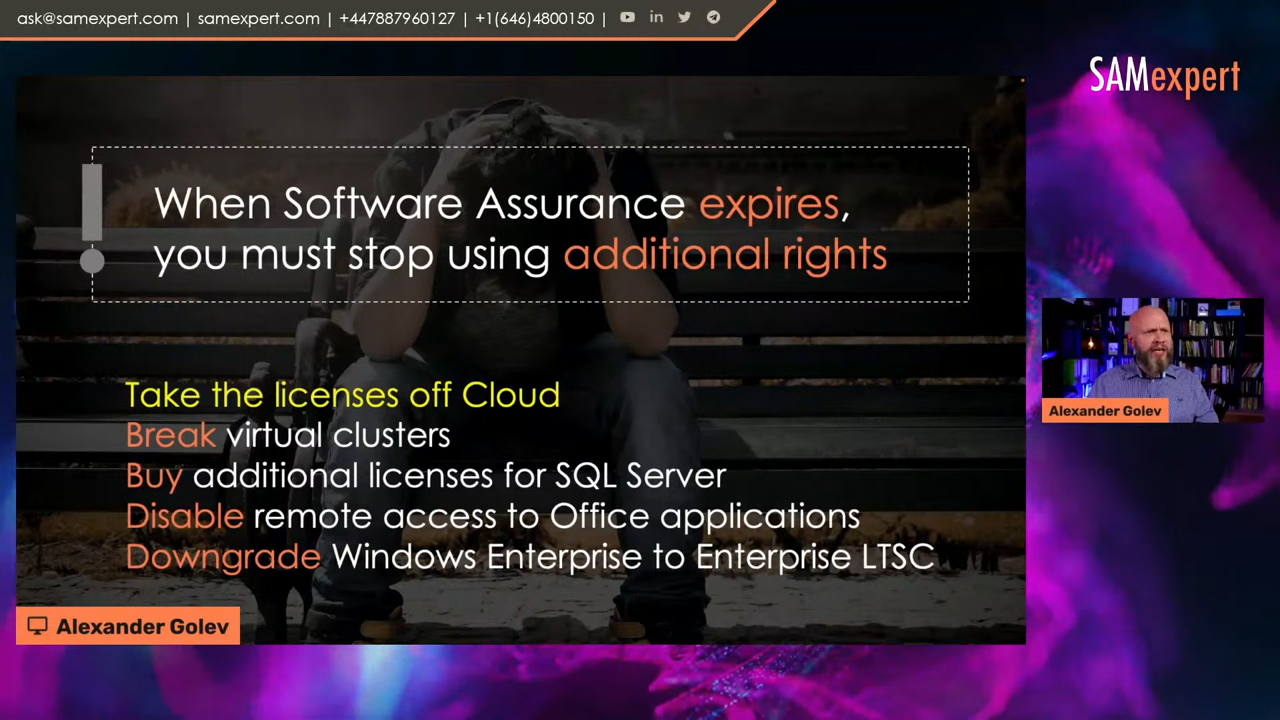 ask@samexpert.com | samexpert.com | +447887960127 | +1(646)4800150 |
SAMexpert
When Software Assurance expires,
you must stop using additional rights
Take the licenses off Cloud
Break virtual clusters
Buy additional licenses for SQL Server
Disable remote access to Office applications
Downgrade Windows Enterprise to Enterprise LTSC
Alexander Golev
Alexander Golev